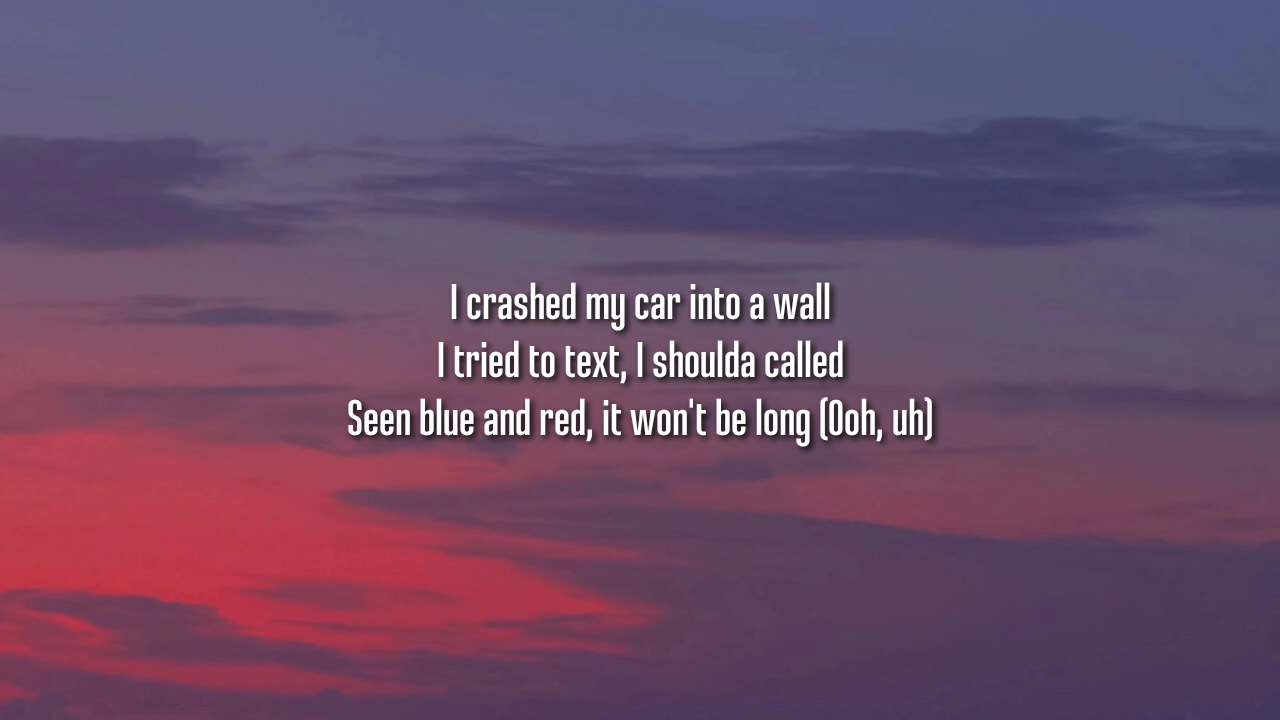 I crashed my car into a wall
I tried to text, I shoulda called
Seen blue and red, it won't be long (Ooh, uh)